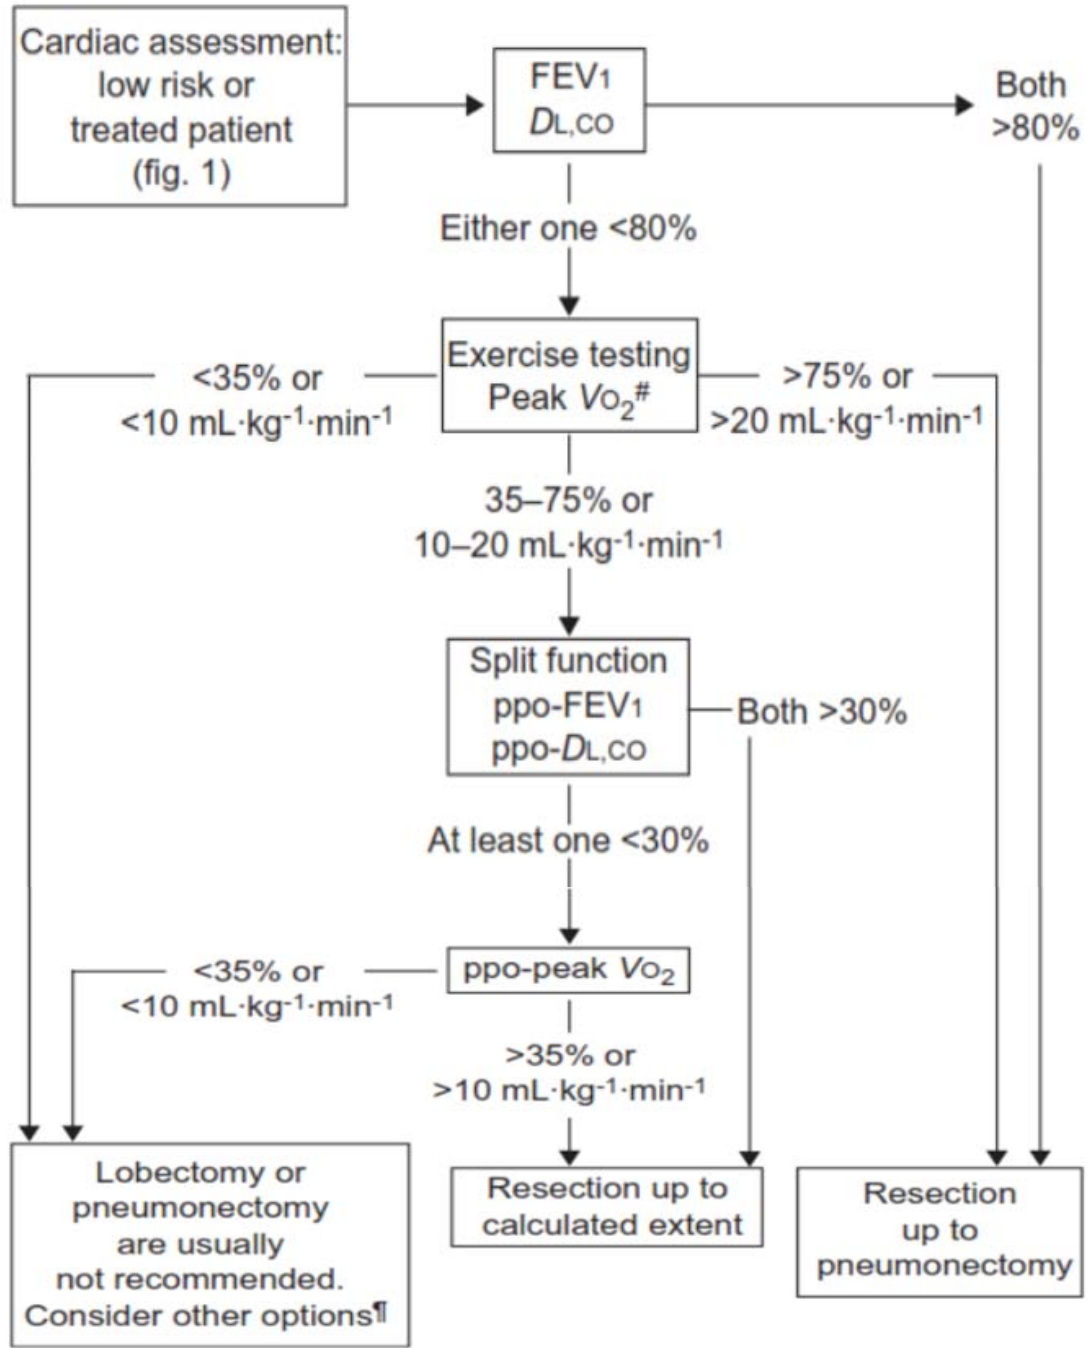 Cardiac assessment:
low risk or
treated patient
(fig. 1)
FEV1
DL,CO
Both
>80%
Either one <80%
Exercise testing
Peak VO2#
<35% or
<10 mL·kg-1·min-1
>75% or
>20 mL·kg-1·min-1
35–75% or
10–20 mL·kg-1·min-1
Split function
ppo-FEV1
ppo-DL,CO
Both >30%
At least one <30%
ppo-peak VO2
<35% or
<10 mL·kg-1·min-1
>35% or
>10 mL·kg-1·min-1
Lobectomy or
pneumonectomy
are usually
not recommended.
Consider other options¶
Resection up to
calculated extent
Resection
up to
pneumonectomy